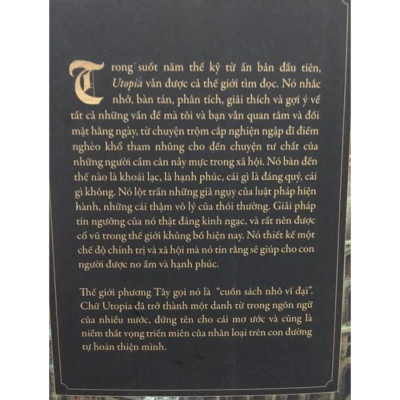 Trong suốt năm thế kỷ từ ấn bản đầu tiên,
Utopia vẫn được cả thế giới tìm đọc. Nó nhắc
nhở, bàn tán, phân tích, giải thích và gợi ý về
tất cả những vấn đề mà tôi và bạn vẫn quan tâm và đối
mặt hằng ngày, từ chuyện trộm cắp nghiện ngập đĩ điếm
nghèo khổ tham nhũng cho đến chuyện tư chất của
những người cầm cân nảy mực trong xã hội. Nó bàn đến
thế nào là khoái lạc, là hạnh phúc, cái gì là đáng quý, cái
gì không. Nó lột trần những giả ngụy của luật pháp hiện
hành, những cái thậm vô lý của thói thường. Giải pháp
tín ngưỡng của nó thật đáng kinh ngạc, và rất nên được
cổ vũ trong thế giới khủng bố hiện nay. Nó thiết kế một
chế độ chính trị và xã hội mà nó tin rằng sẽ giúp cho con
người được no ấm và hạnh phúc.
Thế giới phương Tây gọi nó là "cuốn sách nhỏ vĩ đại".
Chữ Utopia đã trở thành một danh từ trong ngôn ngữ
của nhiều nước, đứng tên cho cái mơ ước và cũng là
niềm thất vọng triền miên của nhân loại trên con đường
tự hoàn thiện mình.